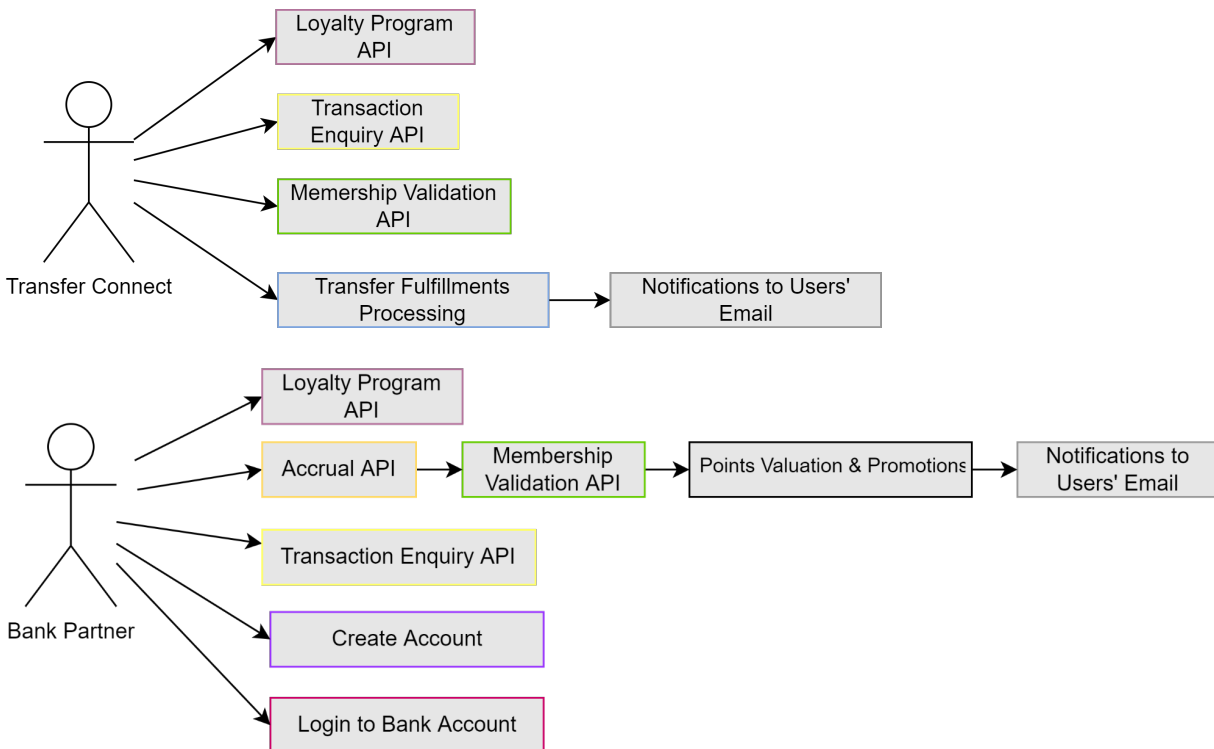 Loyalty Program
API
Transaction
Enquiry API
Memership Validation
API
Transfer Connect
Transfer Fulfillments
Processing
Notifications to Users'
Email
Loyalty Program
API
Accrual API
Membership
Validation API
Points Valuation & Promotions
Notifications to
Users' Email
Transaction Enquiry API
Bank Partner
Create Account
Login to Bank Account